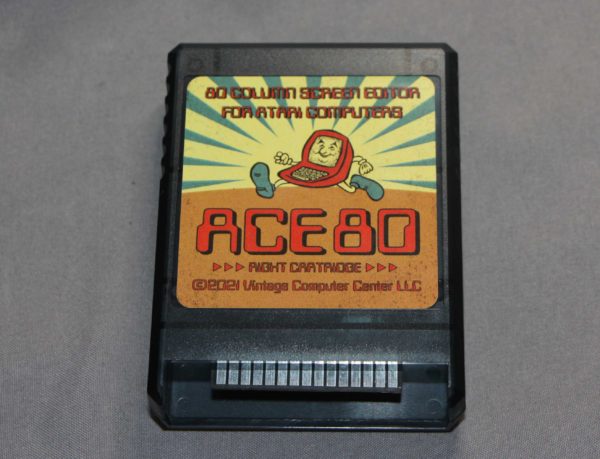 80 COLUMN SCREEN EDITOR
FOR ATARI COMPUTERS
ACE80
▷▷▷ RIGHT CARTRIDGE ▷▷▷
©2021 Vintage Computer Center LLC